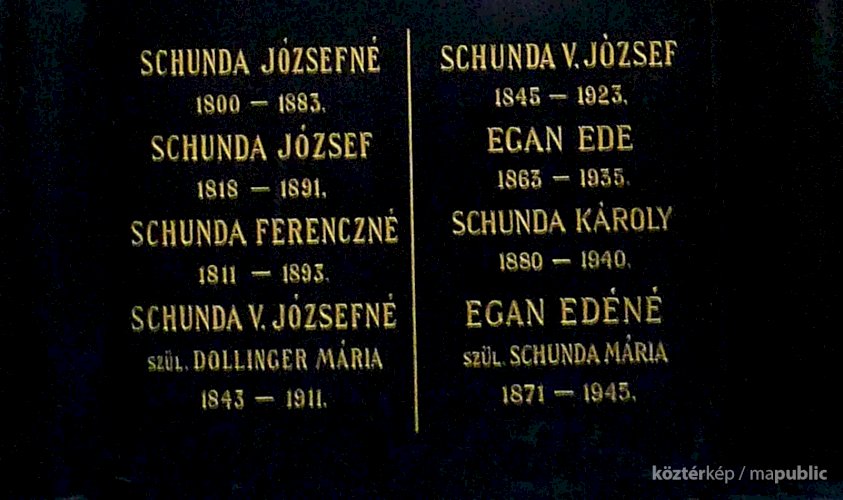 SCHUNDA JÓZSEFNÉ
1800 — 1883.
SCHUNDA JÓZSEF
1818 — 1891.
SCHUNDA FERENCZNÉ
1811 — 1893.
SCHUNDA V. JÓZSEFNÉ
SZÜL. DOLLINGER MÁRIA
1843 — 1911.
SCHUNDA V. JÒZSEF
1845 — 1923.
EGAN EDE
1863 — 1935.
SCHUNDA KÁROLY
1880 — 1940.
EGAN EDÉNÉ
SZÜL. SCHUNDA MÁRIA
1871 — 1945.
köztérkép / mapublic